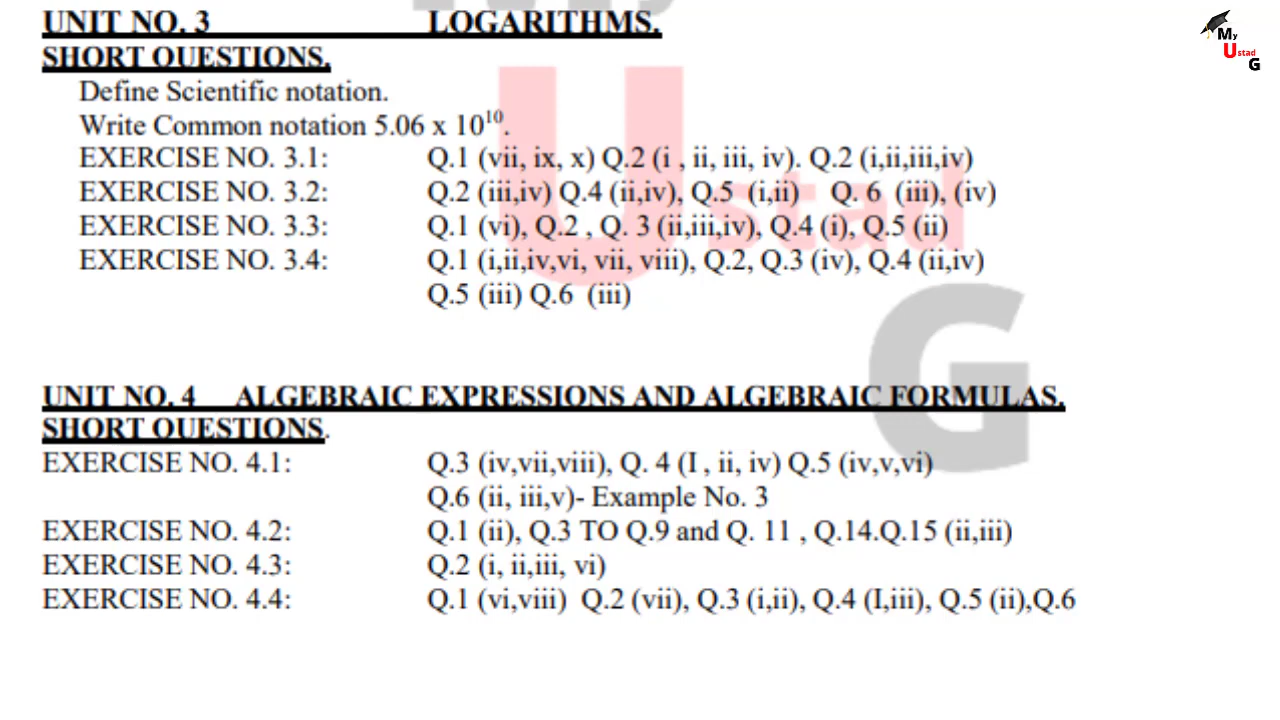 UNIT NO. 3 LOGARITHMS.
My
Ustad
G
SHORT QUESTIONS.
Define Scientific notation.
Write Common notation 5.06 x 10¹⁰.
EXERCISE NO. 3.1: Q.1 (vii, ix, x) Q.2 (i , ii, iii, iv). Q.2 (i,ii,iii,iv)
EXERCISE NO. 3.2: Q.2 (iii,iv) Q.4 (ii,iv), Q.5 (i,ii) Q. 6 (iii), (iv)
EXERCISE NO. 3.3: Q.1 (vi), Q.2 , Q. 3 (ii,iii,iv), Q.4 (i), Q.5 (ii)
EXERCISE NO. 3.4: Q.1 (i,ii,iv,vi, vii, viii), Q.2, Q.3 (iv), Q.4 (ii,iv)
Q.5 (iii) Q.6 (iii)
Ustad
G
UNIT NO. 4 ALGEBRAIC EXPRESSIONS AND ALGEBRAIC FORMULAS.
SHORT QUESTIONS.
EXERCISE NO. 4.1: Q.3 (iv,vii,viii), Q. 4 (I , ii, iv) Q.5 (iv,v,vi)
Q.6 (ii, iii,v)- Example No. 3
EXERCISE NO. 4.2: Q.1 (ii), Q.3 TO Q.9 and Q. 11 , Q.14.Q.15 (ii,iii)
EXERCISE NO. 4.3: Q.2 (i, ii,iii, vi)
EXERCISE NO. 4.4: Q.1 (vi,viii) Q.2 (vii), Q.3 (i,ii), Q.4 (I,iii), Q.5 (ii),Q.6